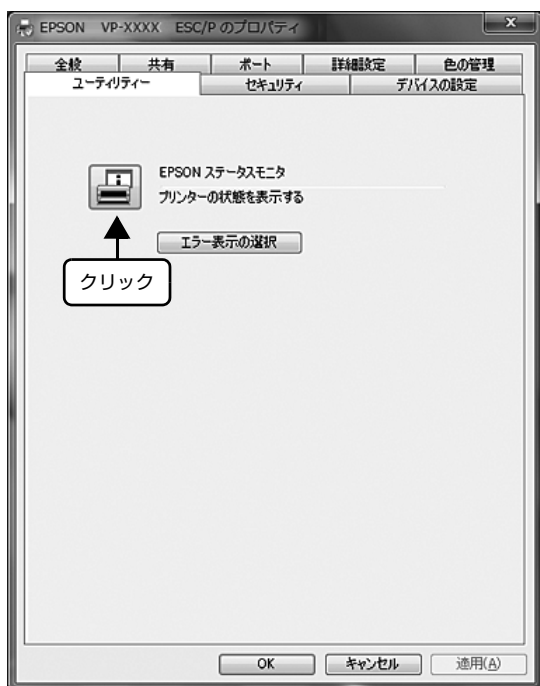 EPSON VP-XXXX ESC/P のプロパティ
x
全般 共有 ポート 詳細設定 色の管理
ユーティリティー セキュリティ デバイスの設定
EPSON ステータスモニタ
プリンターの状態を表示する
エラー表示の選択
クリック
OK キャンセル 適用(A)